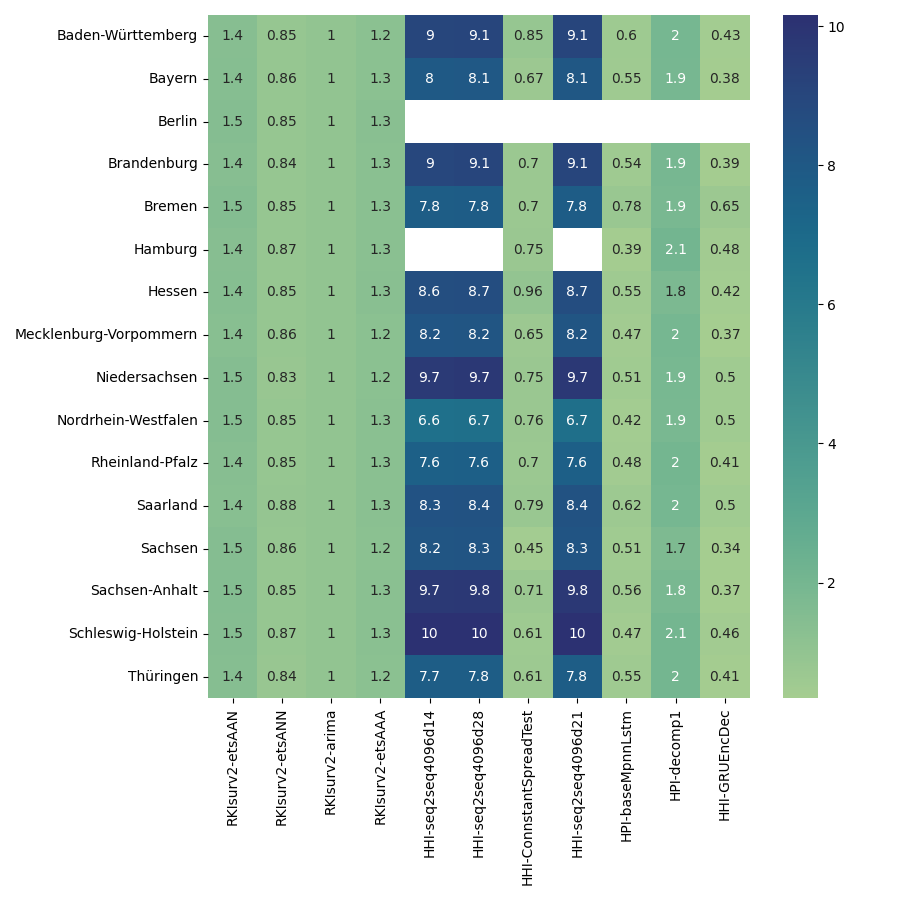 Baden-Württemberg 1.4 0.85 1 1.2 9 9.1 0.85 9.1 0.6 2 0.43
Bayern 1.4 0.86 1 1.3 8 8.1 0.67 8.1 0.55 1.9 0.38
Berlin 1.5 0.85 1 1.3
Brandenburg 1.4 0.84 1 1.3 9 9.1 0.7 9.1 0.54 1.9 0.39
Bremen 1.5 0.85 1 1.3 7.8 7.8 0.7 7.8 0.78 1.9 0.65
Hamburg 1.4 0.87 1 1.3 0.75 0.39 2.1 0.48
Hessen 1.4 0.85 1 1.3 8.6 8.7 0.96 8.7 0.55 1.8 0.42
Mecklenburg-Vorpommern 1.4 0.86 1 1.2 8.2 8.2 0.65 8.2 0.47 2 0.37
Niedersachsen 1.5 0.83 1 1.2 9.7 9.7 0.75 9.7 0.51 1.9 0.5
Nordrhein-Westfalen 1.5 0.85 1 1.3 6.6 6.7 0.76 6.7 0.42 1.9 0.5
Rheinland-Pfalz 1.4 0.85 1 1.3 7.6 7.6 0.7 7.6 0.48 2 0.41
Saarland 1.4 0.88 1 1.3 8.3 8.4 0.79 8.4 0.62 2 0.5
Sachsen 1.5 0.86 1 1.2 8.2 8.3 0.45 8.3 0.51 1.7 0.34
Sachsen-Anhalt 1.5 0.85 1 1.3 9.7 9.8 0.71 9.8 0.56 1.8 0.37
Schleswig-Holstein 1.5 0.87 1 1.3 10 10 0.61 10 0.47 2.1 0.46
Thüringen 1.4 0.84 1 1.2 7.7 7.8 0.61 7.8 0.55 2 0.41
RKIsurv2-etsAAN
RKIsurv2-etsANN
RKIsurv2-arima
RKIsurv2-etsAAA
HHI-seq2seq4096d14
HHI-seq2seq4096d28
HHI-ConnstantSpreadTest
HHI-seq2seq4096d21
HPI-baseMpnnLstm
HPI-decomp1
HHI-GRUEncDec
10
8
6
4
2